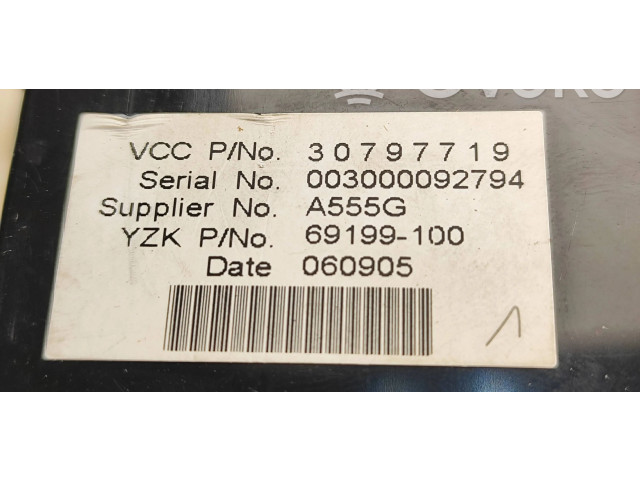 VCC P/No. 30797719
Serial No. 003000092794
Supplier No. A555G
YZK P/No. 69199-100
Date 060905